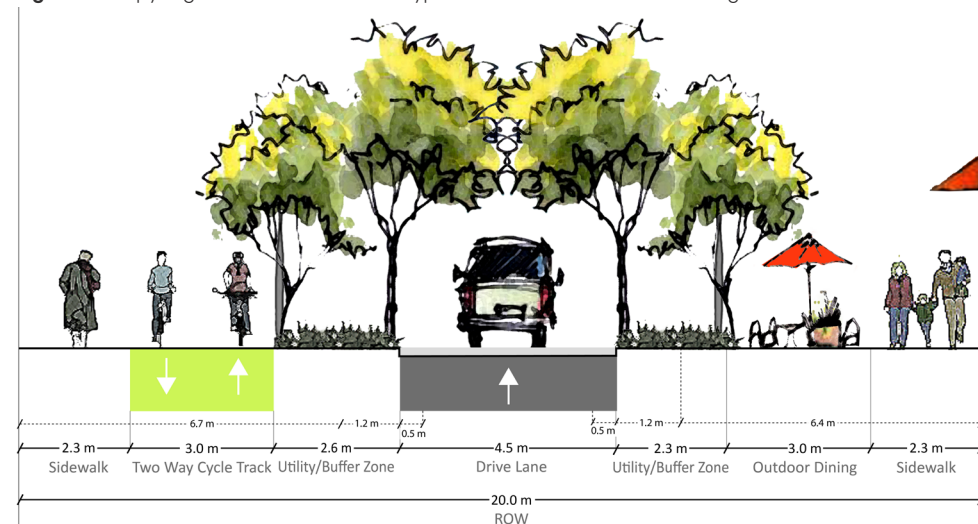 6.7 m
1.2 m
0.5 m
0.5 m
1.2 m
6.4 m
2.3 m
3.0 m
2.6 m
4.5 m
2.3 m
3.0 m
2.3 m
Sidewalk
Two Way Cycle Track
Utility/Buffer Zone
Drive Lane
Utility/Buffer Zone
Outdoor Dining
Sidewalk
20.0 m
ROW